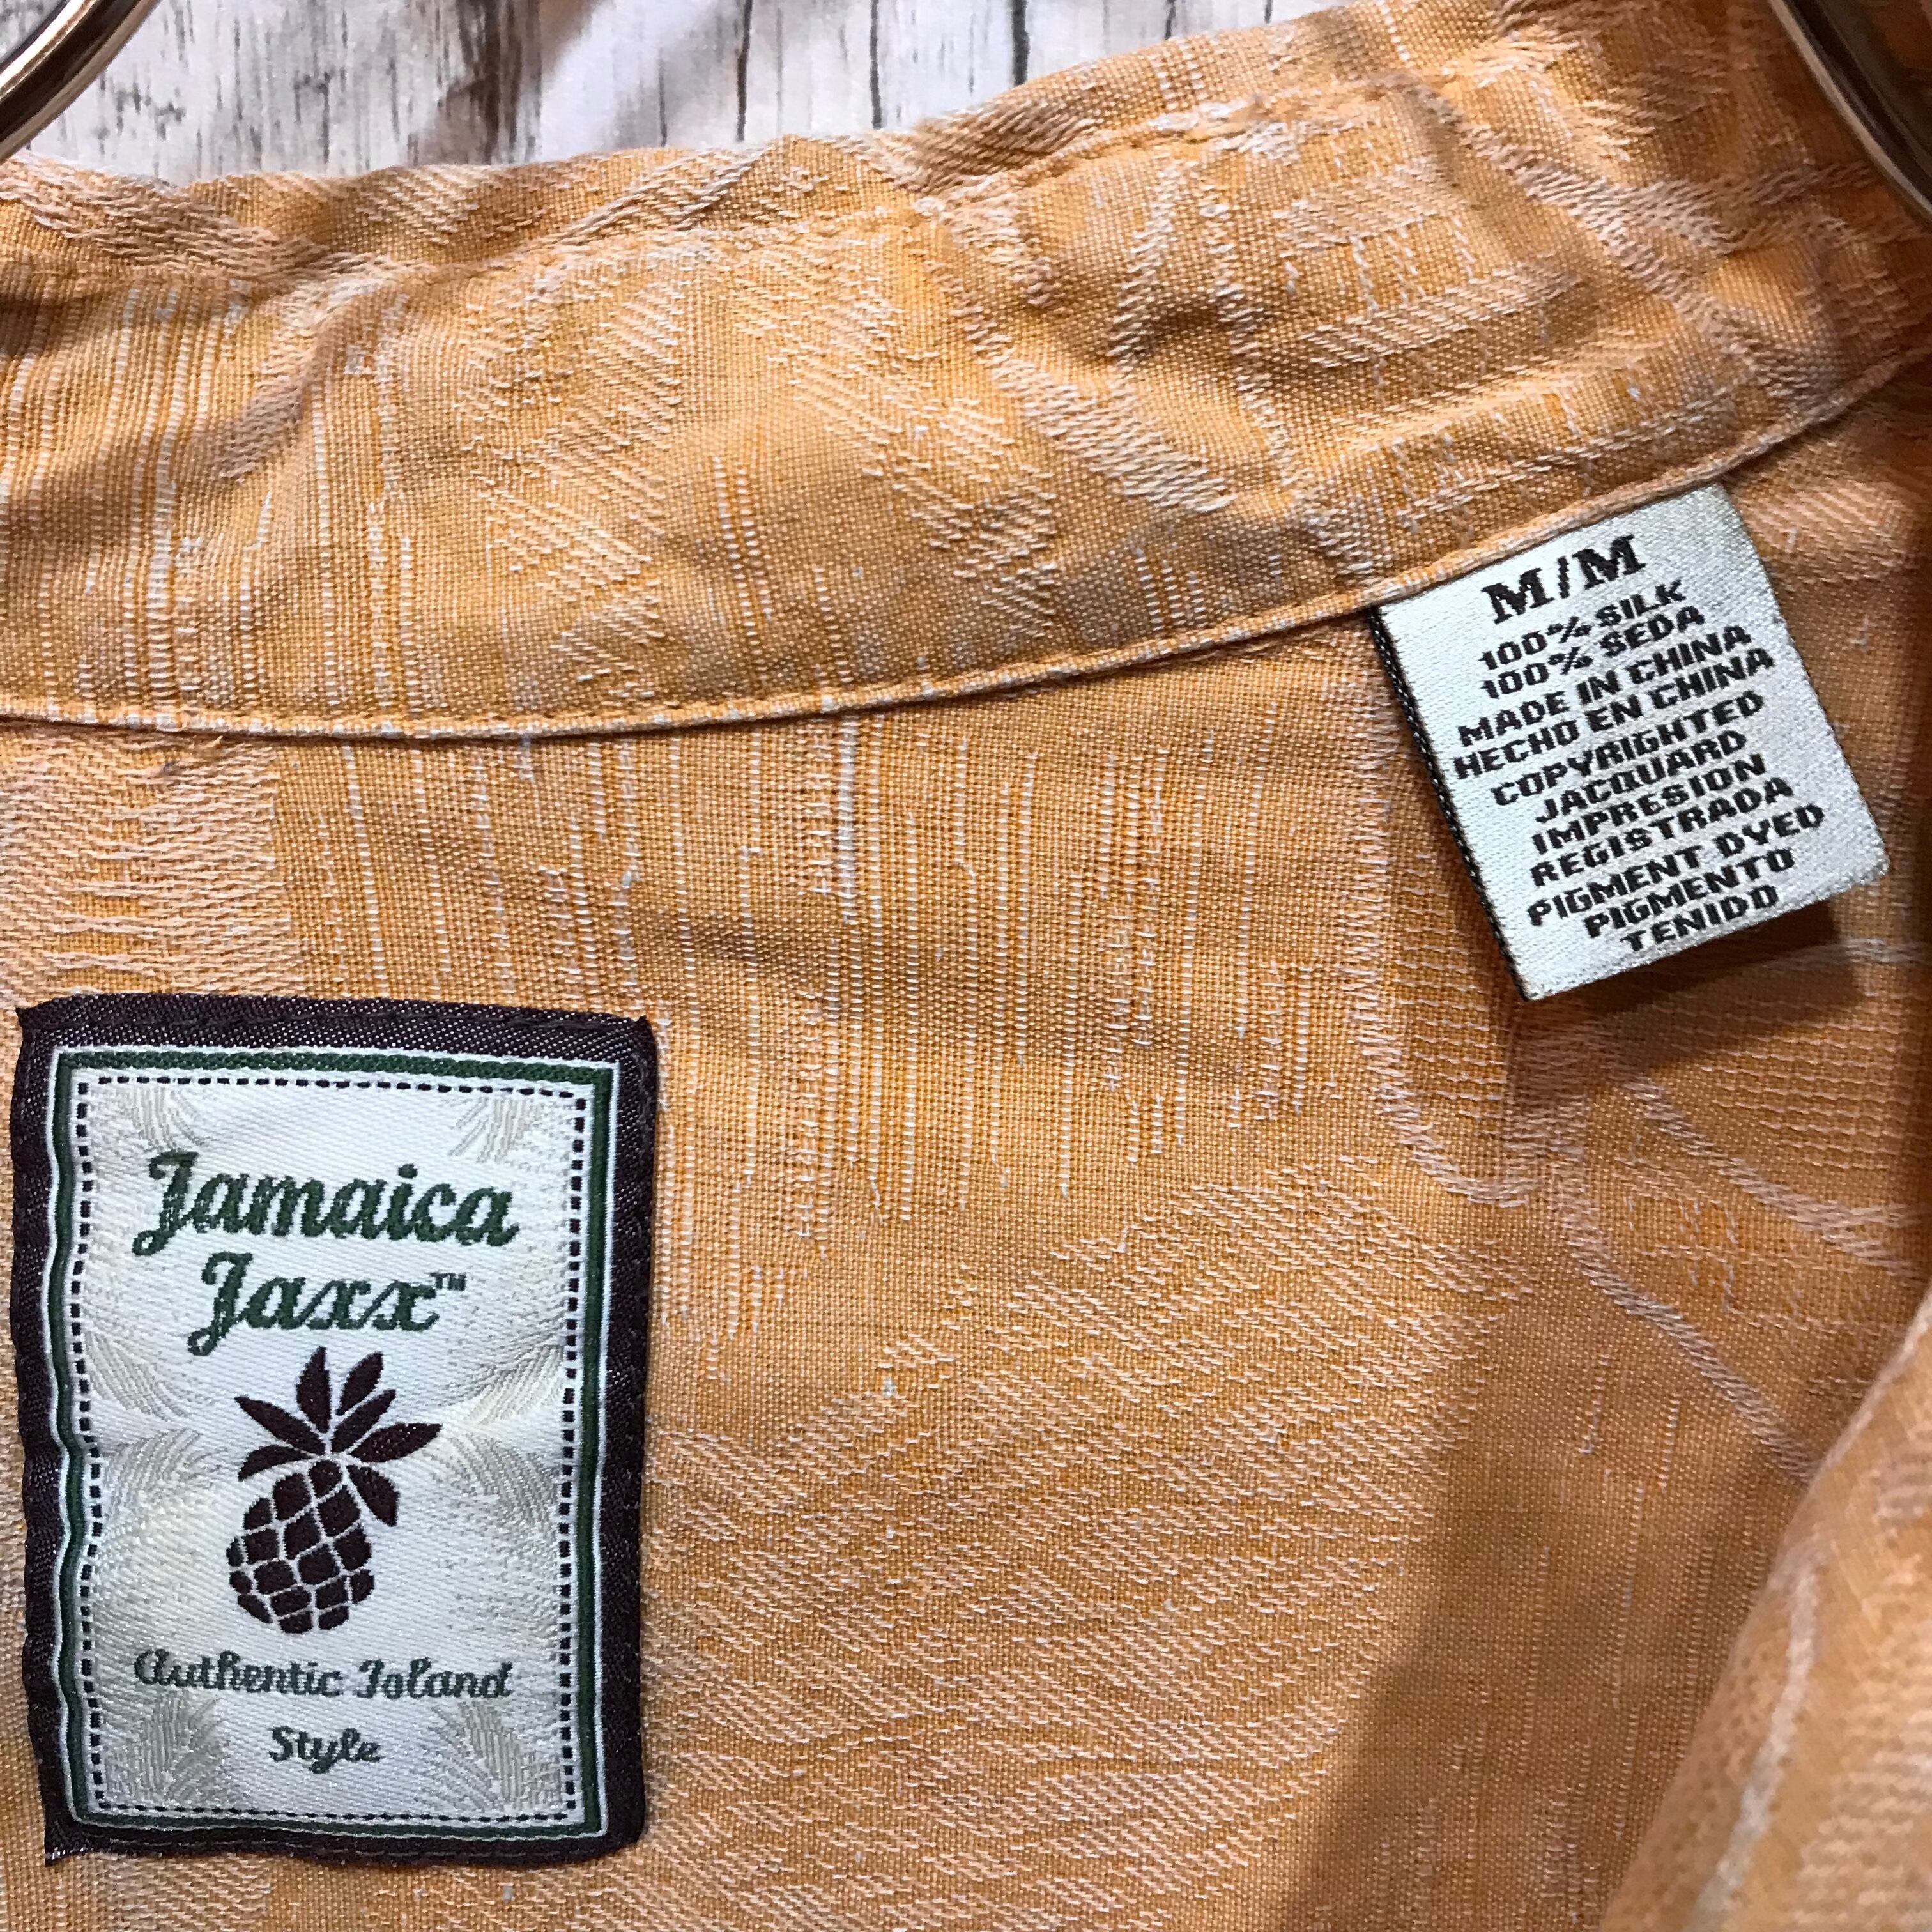 M/M
100% SILK
100% SEDA
MADE IN CHINA
HECHO EN CHINA
COPYRIGHTED
JACQUARD
IMPRESION
REGISTRADA
PIGMENT DYED
PIGMENTO
TENIDO
Jamaica
Jaxx™
Authentic Island
Style